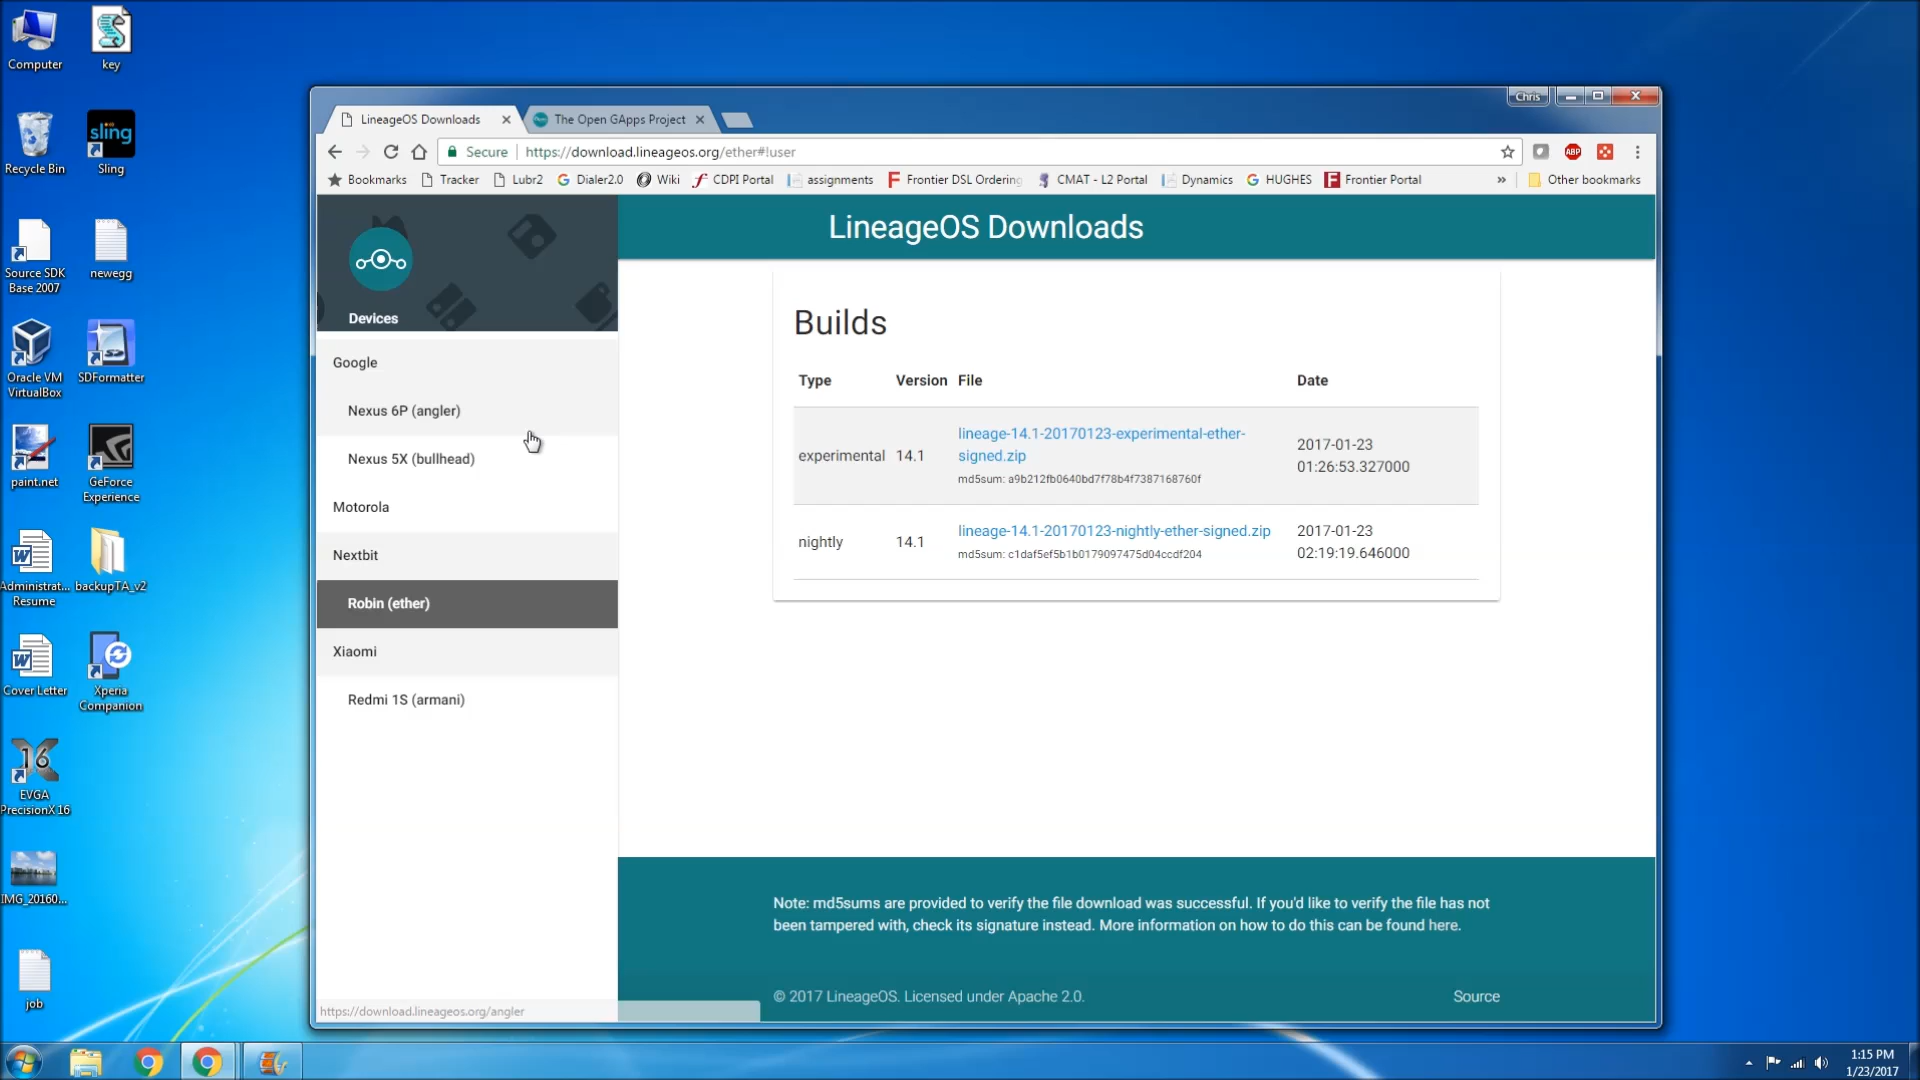 Computer
key
Recycle Bin
Sling
sling
Source SDK
Base 2007
newegg
Oracle VM
VirtualBox
SDFormatter
paint.net
GeForce
Experience
Administrat...
Resume
backupTA_v2
Cover Letter
Xperia
Companion
16
EVGA
PrecisionX 16
IMG_20160...
job
Chris
LineageOS Downloads
The Open GApps Project
Secure
https://download.lineageos.org/ether#!user
ABP
Bookmarks
Tracker
Lubr2
Dialer2.0
Wiki
CDPI Portal
assignments
Frontier DSL Ordering
CMAT - L2 Portal
Dynamics
HUGHES
Frontier Portal
»
Other bookmarks
Devices
LineageOS Downloads
Google
Nexus 6P (angler)
Nexus 5X (bullhead)
Motorola
Nextbit
Robin (ether)
Xiaomi
Redmi 1S (armani)
Builds
Type Version File Date
experimental 14.1 lineage-14.1-20170123-experimental-ether-
signed.zip
md5sum: a9b212fb0640bd7f78b4f7387168760f
2017-01-23
01:26:53.327000
nightly 14.1 lineage-14.1-20170123-nightly-ether-signed.zip
md5sum: c1daf5ef5b1b0179097475d04ccdf204
2017-01-23
02:19:19.646000
Note: md5sums are provided to verify the file download was successful. If you'd like to verify the file has not
been tampered with, check its signature instead. More information on how to do this can be found here.
© 2017 LineageOS. Licensed under Apache 2.0.
Source
https://download.lineageos.org/angler
1:15 PM
1/23/2017